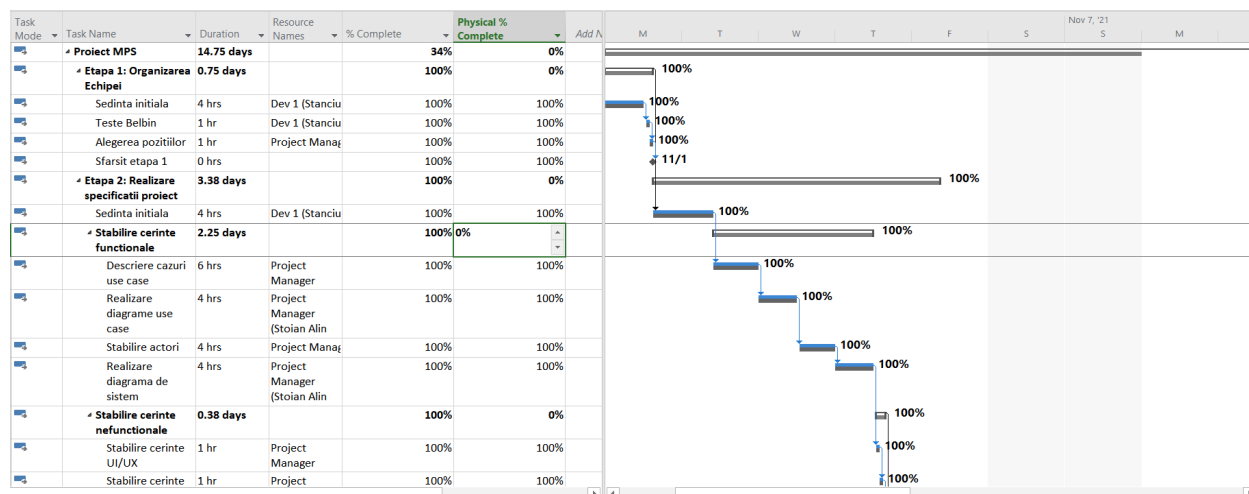 Task Mode Task Name Duration Resource Names % Complete Physical % Complete Add N
Nov 7, '21
M T W T F S S M
Proiect MPS 14.75 days 34% 0%
Etapa 1: Organizarea Echipei 0.75 days 100% 0% 100%
Sedinta initiala 4 hrs Dev 1 (Stanciu 100% 100% 100%
Teste Belbin 1 hr Dev 1 (Stanciu 100% 100% 100%
Alegerea pozitiilor 1 hr Project Manag 100% 100% 100%
Sfarsit etapa 1 0 hrs 100% 100% 11/1
Etapa 2: Realizare specificatii proiect 3.38 days 100% 0% 100%
Sedinta initiala 4 hrs Dev 1 (Stanciu 100% 100% 100%
Stabilire cerinte functionale 2.25 days 100% 0% 100%
Descriere cazuri use case 6 hrs Project Manager 100% 100% 100%
Realizare diagrame use case 4 hrs Project Manager (Stoian Alin 100% 100% 100%
Stabilire actori 4 hrs Project Manag 100% 100% 100%
Realizare diagrama de sistem 4 hrs Project Manager (Stoian Alin 100% 100% 100%
Stabilire cerinte nefunctionale 0.38 days 100% 0% 100%
Stabilire cerinte UI/UX 1 hr Project Manager 100% 100% 100%
Stabilire cerinte 1 hr Project 100% 100% 100%